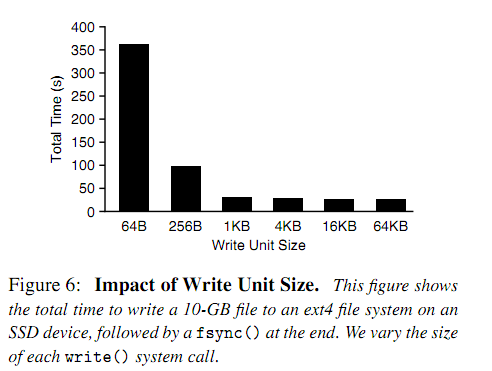 400
350
300
250
200
150
100
50
0
Total Time (s)
64B 256B 1KB 4KB 16KB 64KB
Write Unit Size
Figure 6: Impact of Write Unit Size. This figure shows
the total time to write a 10-GB file to an ext4 file system on an
SSD device, followed by a fsync() at the end. We vary the size
of each write() system call.